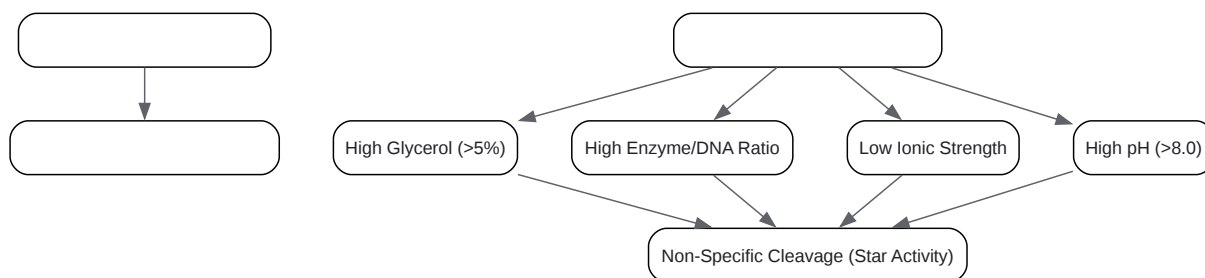 High Glycerol (>5%)
High Enzyme/DNA Ratio
Low Ionic Strength
High pH (>8.0)
Non-Specific Cleavage (Star Activity)